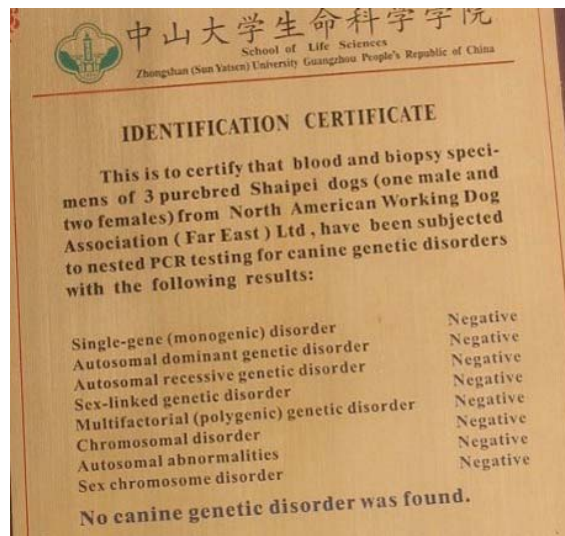 中山大学生命科学学院
School of Life Sciences
Zhongshan (Sun Yatsen) University Guangzhou People's Republic of China
IDENTIFICATION CERTIFICATE
This is to certify that blood and biopsy speci-
mens of 3 purebred Shaipei dogs (one male and
two females) from North American Working Dog
Association ( Far East ) Ltd , have been subjected
to nested PCR testing for canine genetic disorders
with the following results:
Single-gene (monogenic) disorder Negative
Autosomal dominant genetic disorder Negative
Autosomal recessive genetic disorder Negative
Sex-linked genetic disorder Negative
Multifactorial (polygenic) genetic disorder Negative
Chromosomal disorder Negative
Autosomal abnormalities Negative
Sex chromosome disorder Negative
No canine genetic disorder was found.